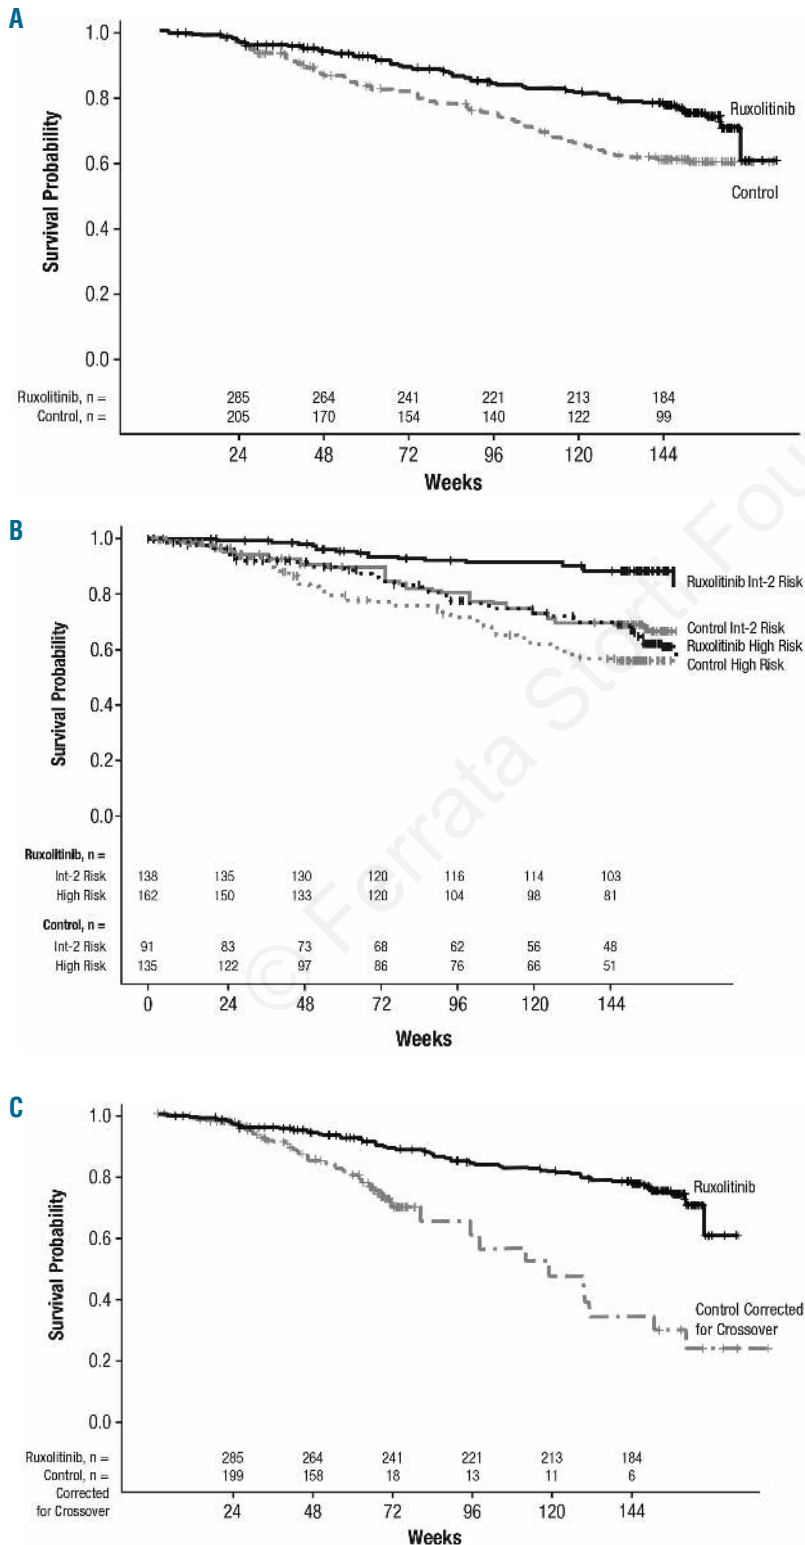 A
1.0
0.8
0.6
0.4
0.2
0.0
Survival Probability
Ruxolitinib
Control
Ruxolitinib, n = 285 264 241 221 213 184
Control, n = 205 170 154 140 122 99
24 48 72 96 120 144
Weeks
B
1.0
0.8
0.6
0.4
0.2
0.0
Survival Probability
Ruxolitinib Int-2 Risk
Control Int-2 Risk
Ruxolitinib High Risk
Control High Risk
Ruxolitinib, n =
Int-2 Risk 138 135 130 120 116 114 103
High Risk 162 150 133 120 104 98 81
Control, n =
Int-2 Risk 91 83 73 68 62 56 48
High Risk 135 122 97 86 76 66 51
0 24 48 72 96 120 144
Weeks
C
1.0
0.8
0.6
0.4
0.2
0.0
Survival Probability
Ruxolitinib
Control Corrected
for Crossover
Ruxolitinib, n = 285 264 241 221 213 184
Control, n = 199 158 18 13 11 6
Corrected
for Crossover
24 48 72 96 120 144
Weeks
© Ferrata Storti Fou